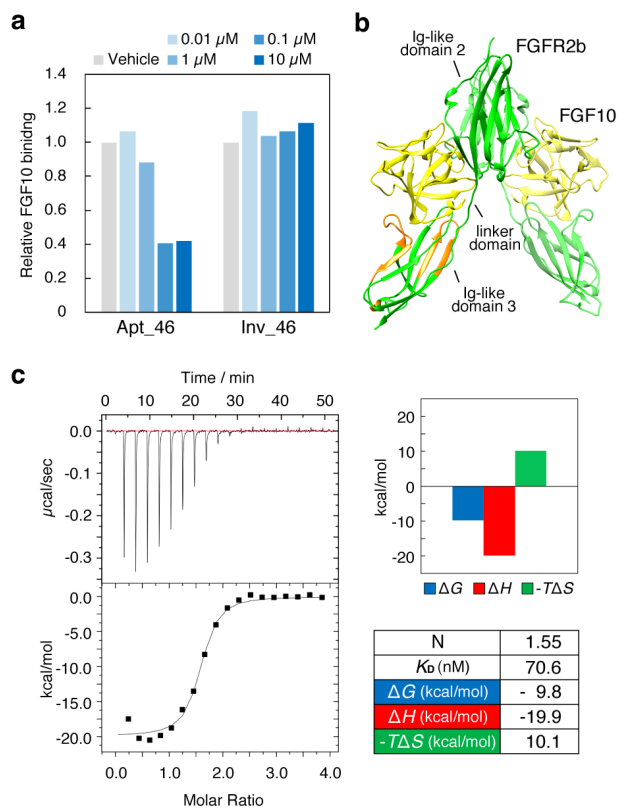 a
Vehicle
0.01 µM
0.1 µM
1 µM
10 µM
Relative FGF10 binidng
1.4
1.2
1.0
0.8
0.6
0.4
0.2
0
Apt_46
Inv_46
b
Ig-like
domain 2
FGFR2b
FGF10
linker
domain
Ig-like
domain 3
c
Time / min
0 10 20 30 40 50
µcal/sec
0.0
-0.1
-0.2
-0.3
kcal/mol
0.0
-5.0
-10.0
-15.0
-20.0
0.0 1.0 2.0 3.0 4.0
Molar Ratio
kcal/mol
20
10
0
-10
-20
ΔG ΔH -TΔS
N 1.55
KD (nM) 70.6
ΔG (kcal/mol) - 9.8
ΔH (kcal/mol) -19.9
-TΔS (kcal/mol) 10.1